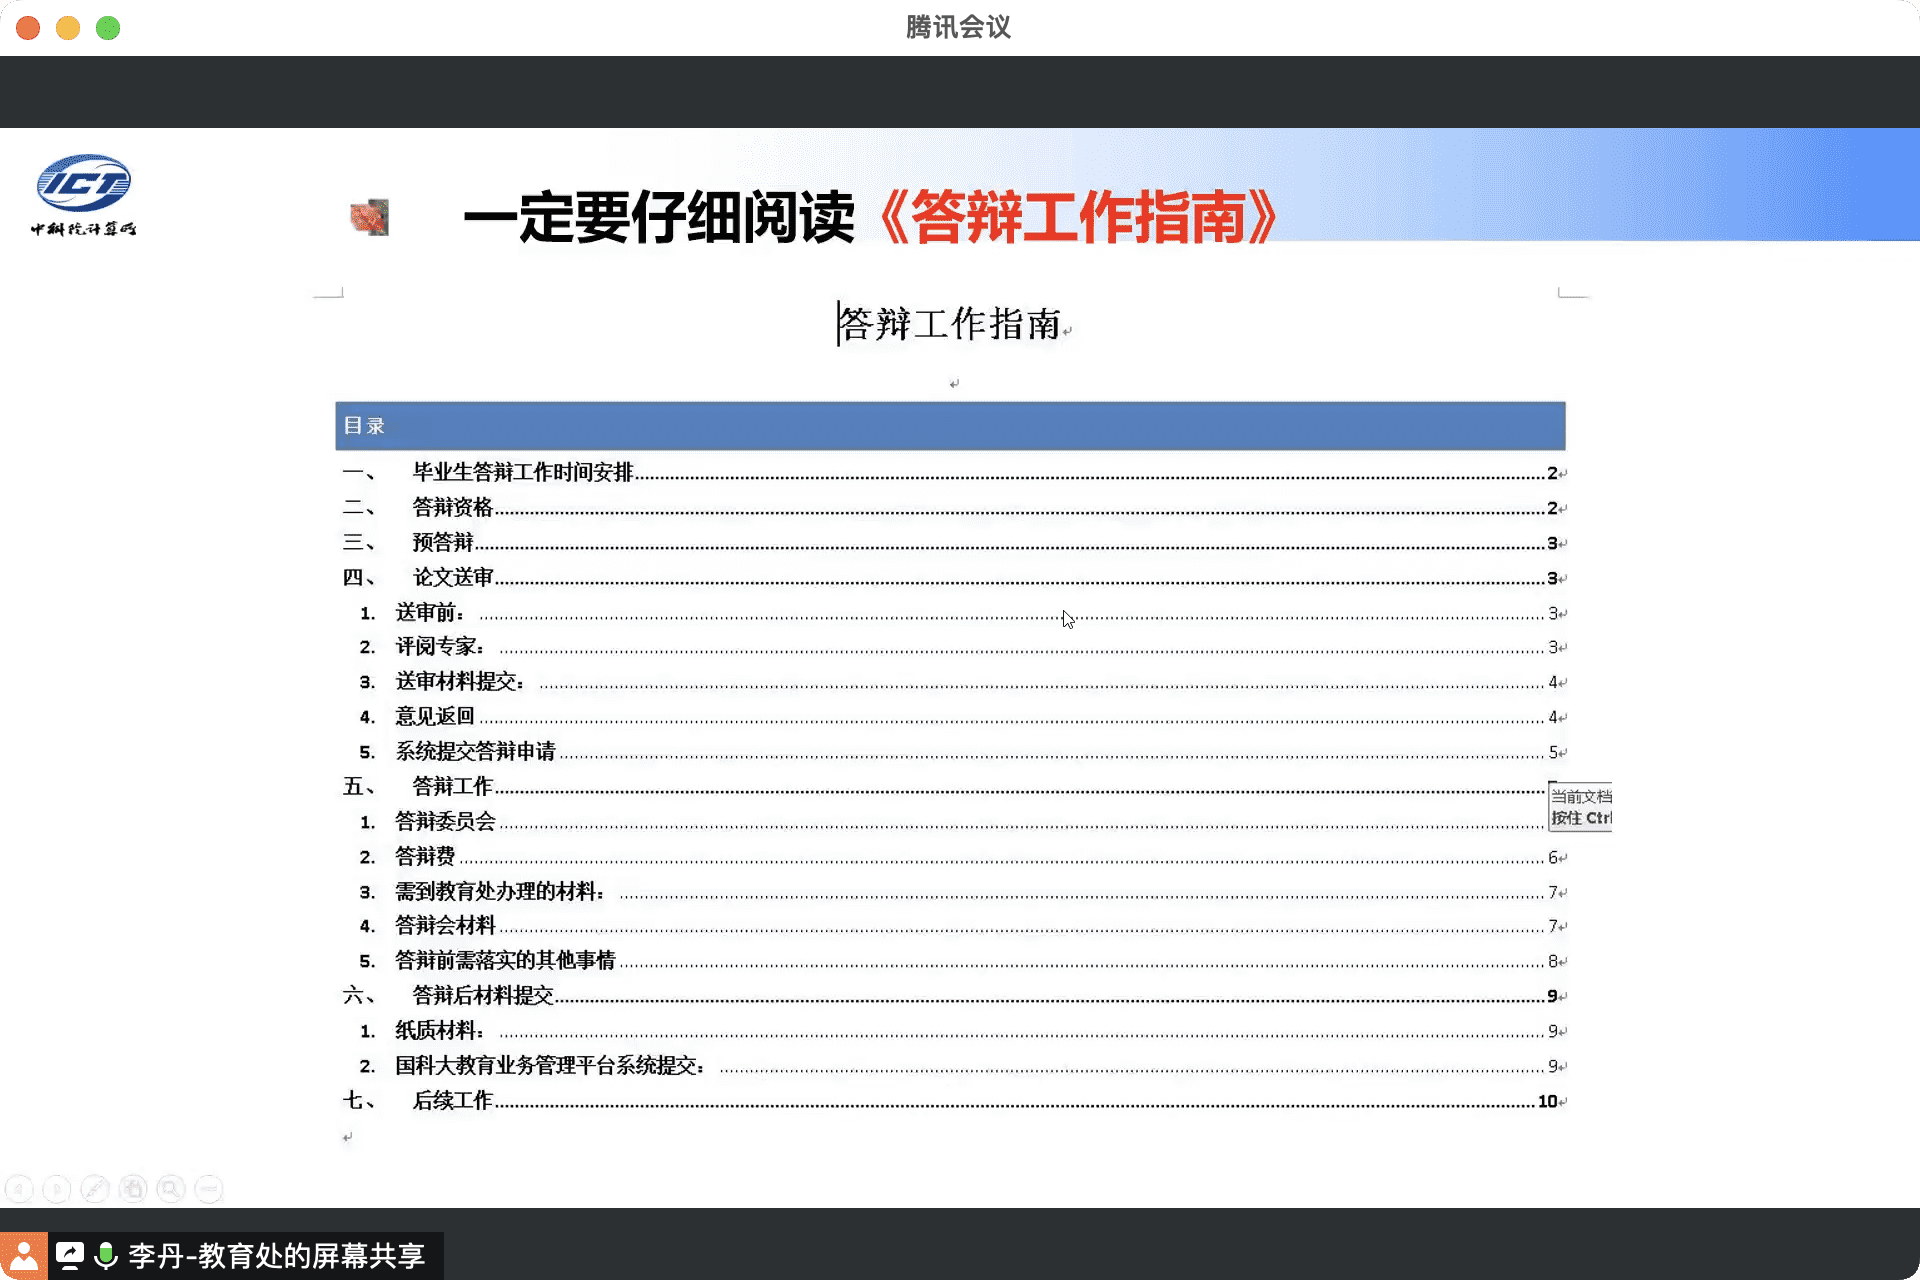 腾讯会议
ICT
中科院计算所
一定要仔细阅读《答辩工作指南》
答辩工作指南
目录
一、 毕业生答辩工作时间安排 2
二、 答辩资格 2
三、 预答辩 3
四、 论文送审 3
1. 送审前： 3
2. 评阅专家： 3
3. 送审材料提交： 4
4. 意见返回 4
5. 系统提交答辩申请 5
五、 答辩工作
当前文档
1. 答辩委员会
按住 Ctrl
2. 答辩费 6
3. 需到教育处办理的材料： 7
4. 答辩会材料 7
5. 答辩前需落实的其他事情 8
六、 答辩后材料提交 9
1. 纸质材料： 9
2. 国科大教育业务管理平台系统提交： 9
七、 后续工作 10
李丹-教育处的屏幕共享